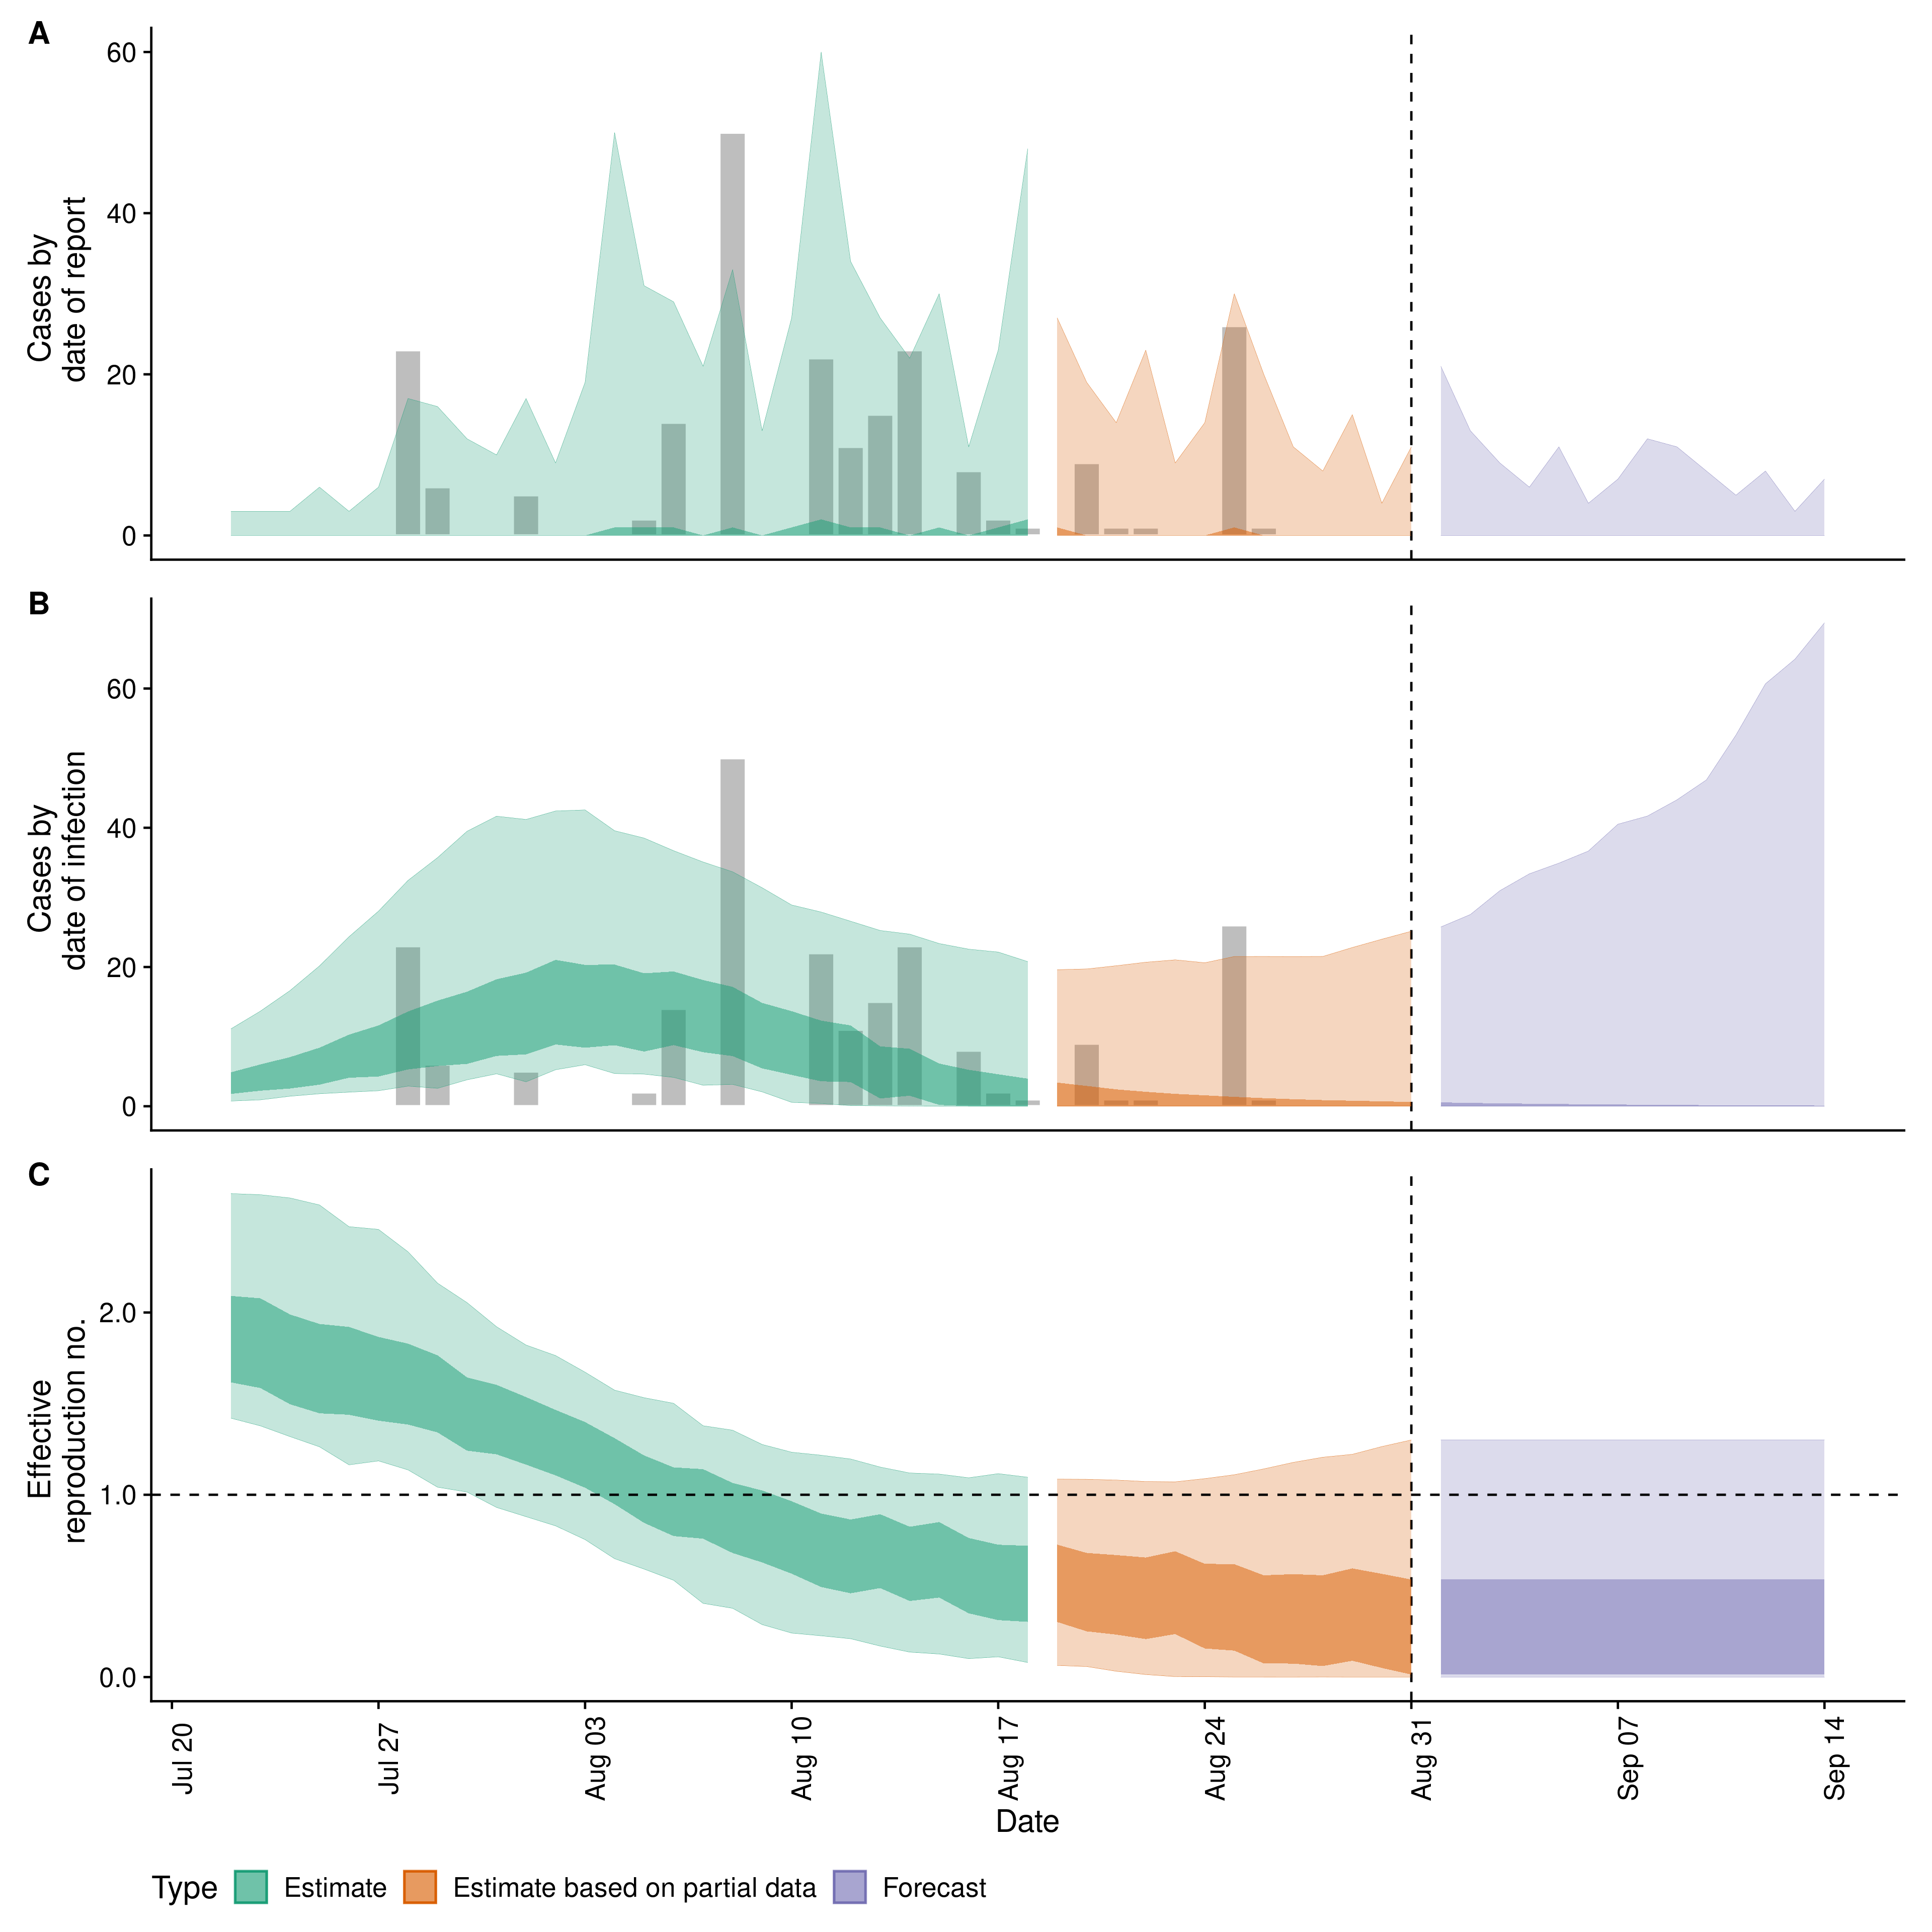 A
60
40
20
0
Cases by
date of report
B
60
40
20
0
Cases by
date of infection
C
2.0
1.0
0.0
Effective
reproduction no.
Jul 20
Jul 27
Aug 03
Aug 10
Aug 17
Aug 24
Aug 31
Sep 07
Sep 14
Date
Type Estimate Estimate based on partial data Forecast